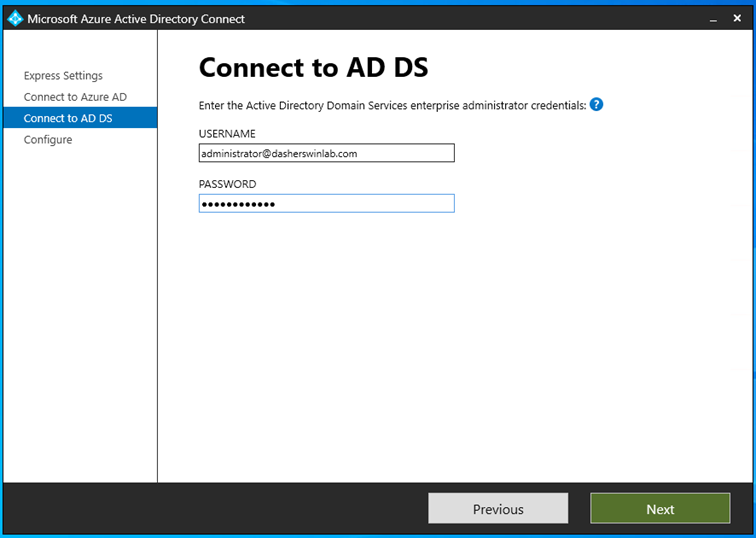 Microsoft Azure Active Directory Connect
Express Settings
Connect to Azure AD
Connect to AD DS
Configure
Connect to AD DS
Enter the Active Directory Domain Services enterprise administrator credentials: ?
USERNAME
administrator@dasherswinlab.com
PASSWORD
••••••••••••
Previous
Next